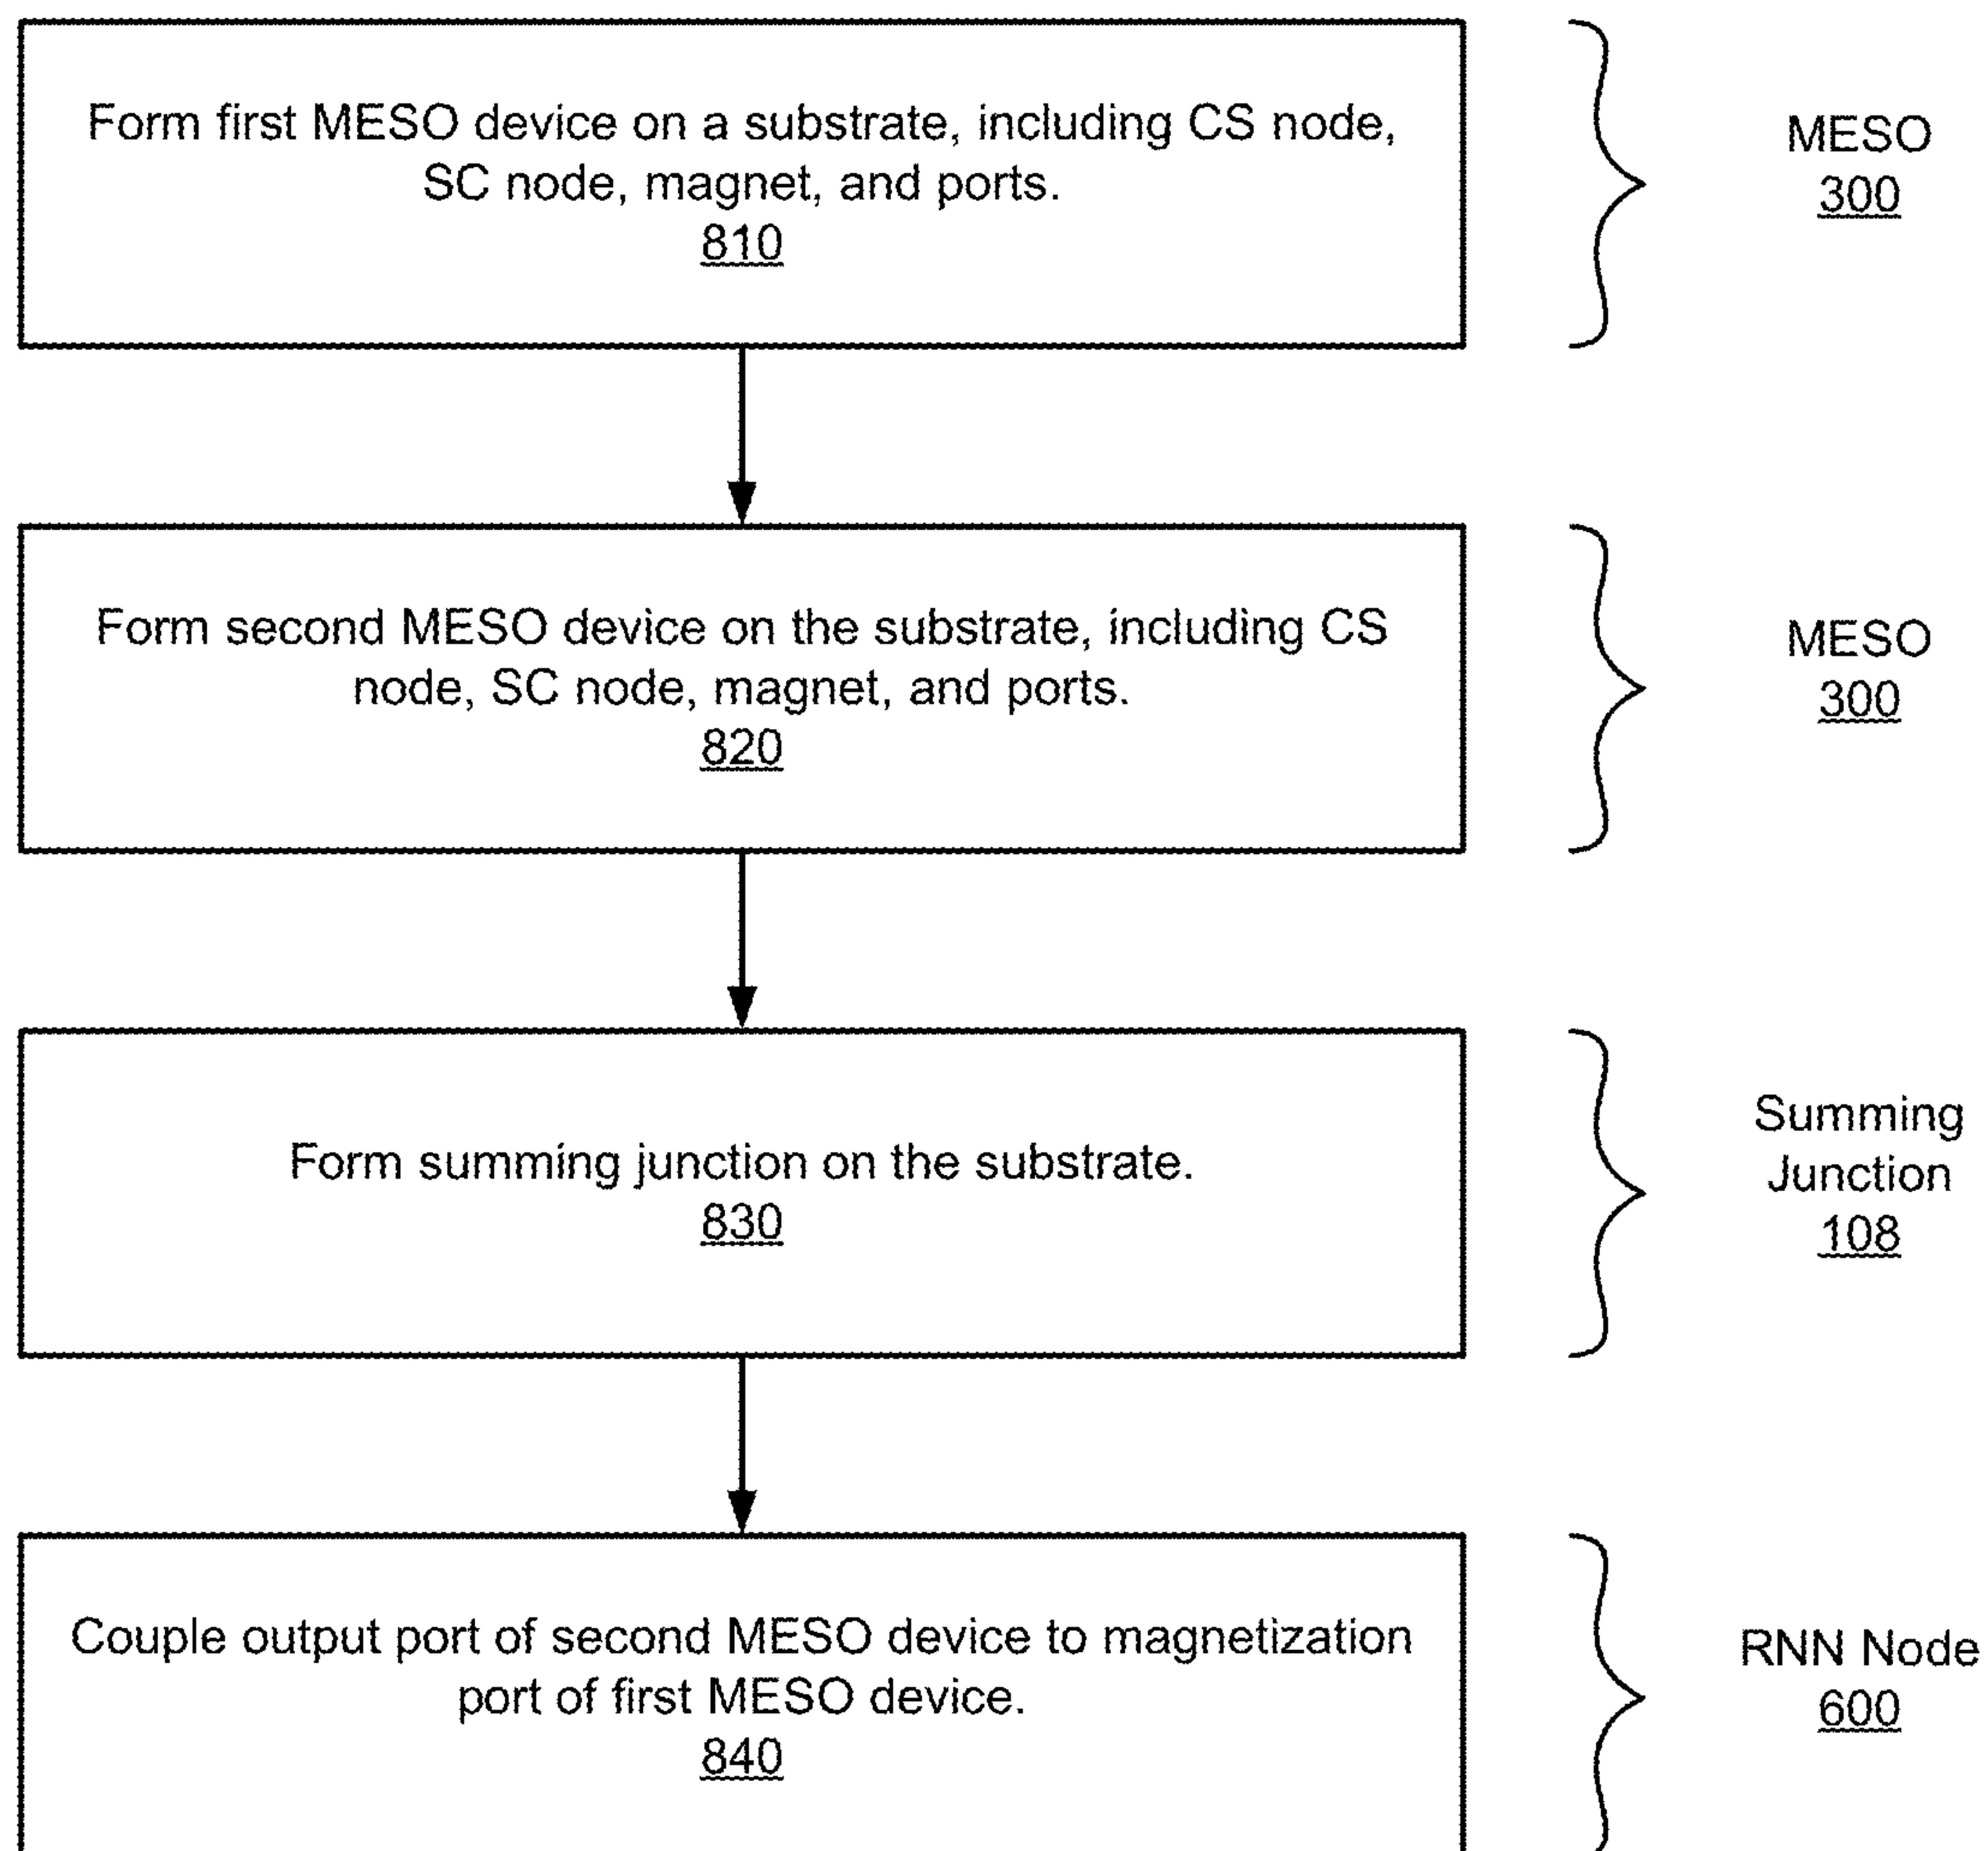 Form first MESO device on a substrate, including CS node,
SC node, magnet, and ports.
810
MESO
300
Form second MESO device on the substrate, including CS
node, SC node, magnet, and ports.
820
MESO
300
Form summing junction on the substrate.
830
Summing
Junction
108
Couple output port of second MESO device to magnetization
port of first MESO device.
840
RNN Node
600